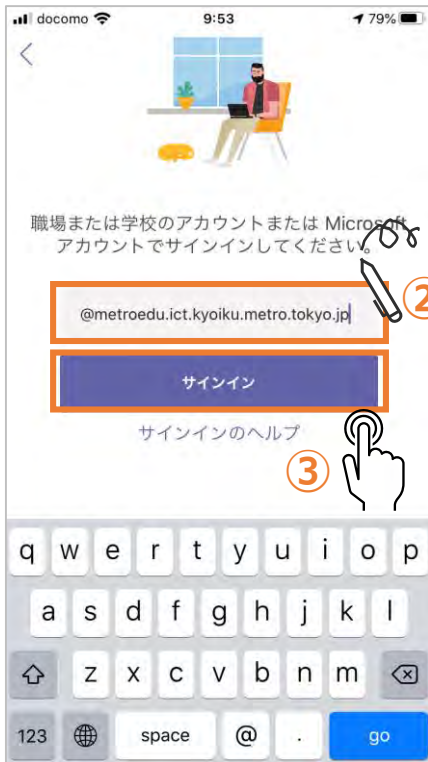 docomo 9:53 79%
職場または学校のアカウントまたは Microsoft
アカウントでサインインしてください。
@metroedu.ict.kyoiku.metro.tokyo.jp
②
サインイン
サインインのヘルプ
③
q w e r t y u i o p
a s d f g h j k l
z x c v b n m
123 space @ . go